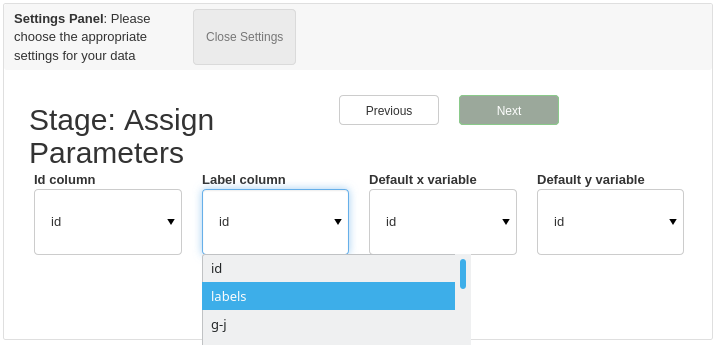 Settings Panel: Please
choose the appropriate
settings for your data
Close Settings
Stage: Assign
Parameters
Previous
Next
Id column
Label column
Default x variable
Default y variable
id
id
id
id
id
labels
g-j